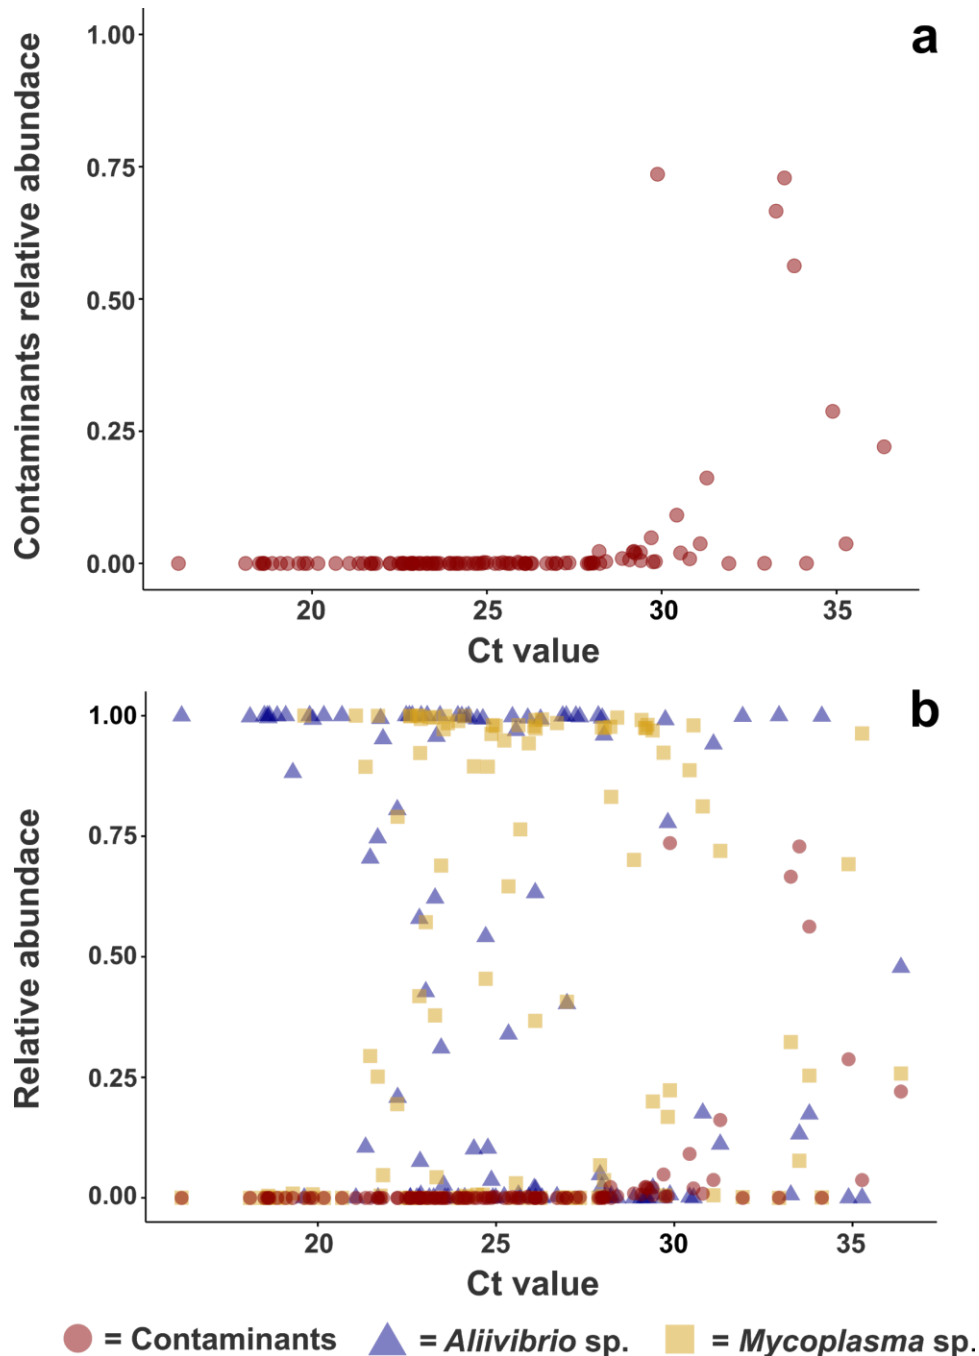 a
Contaminants relative abundace
1.00
0.75
0.50
0.25
0.00
20 25 30 35
Ct value
b
Relative abundace
1.00
0.75
0.50
0.25
0.00
20 25 30 35
Ct value
= Contaminants = Aliivibrio sp. = Mycoplasma sp.